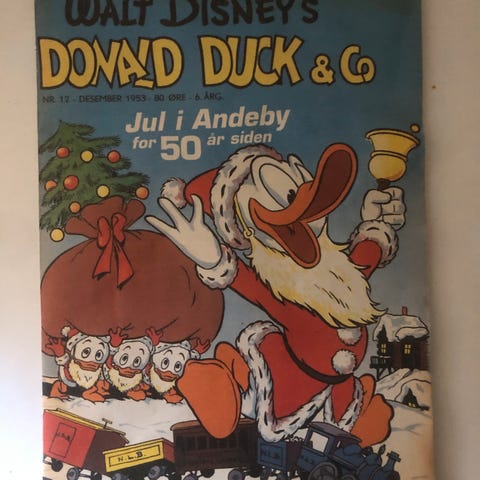 WALT DISNEY'S
DONALD DUCK & Co
NR. 12 - DESEMBER 1953 - 80 ØRE - 6. ÅRG.
Jul i Andeby
for 50 år siden
N.L.B.
N.L.B.